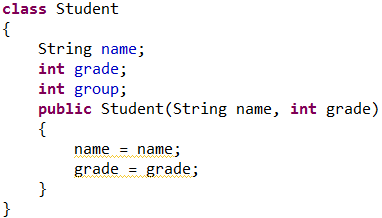 class Student
{
    String name;
    int grade;
    int group;
    public Student(String name, int grade)
    {
        name = name;
        grade = grade;
    }
}